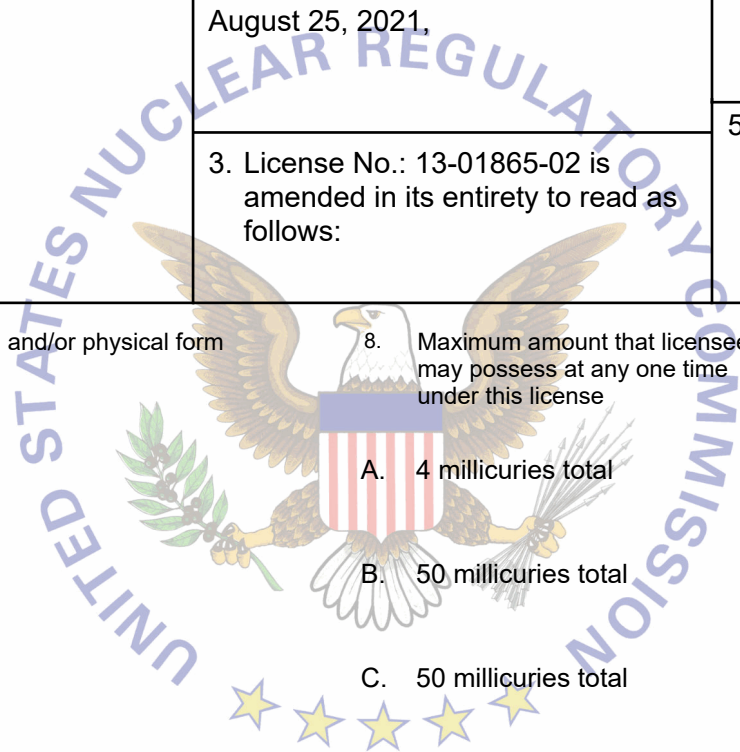 August 25, 2021,
5
3. License No.: 13-01865-02 is
amended in its entirety to read as
follows:
and/or physical form
8. Maximum amount that licensee
may possess at any one time
under this license
A. 4 millicuries total
B. 50 millicuries total
C. 50 millicuries total
UNITED STATES NUCLEAR REGULATORY COMMISSION